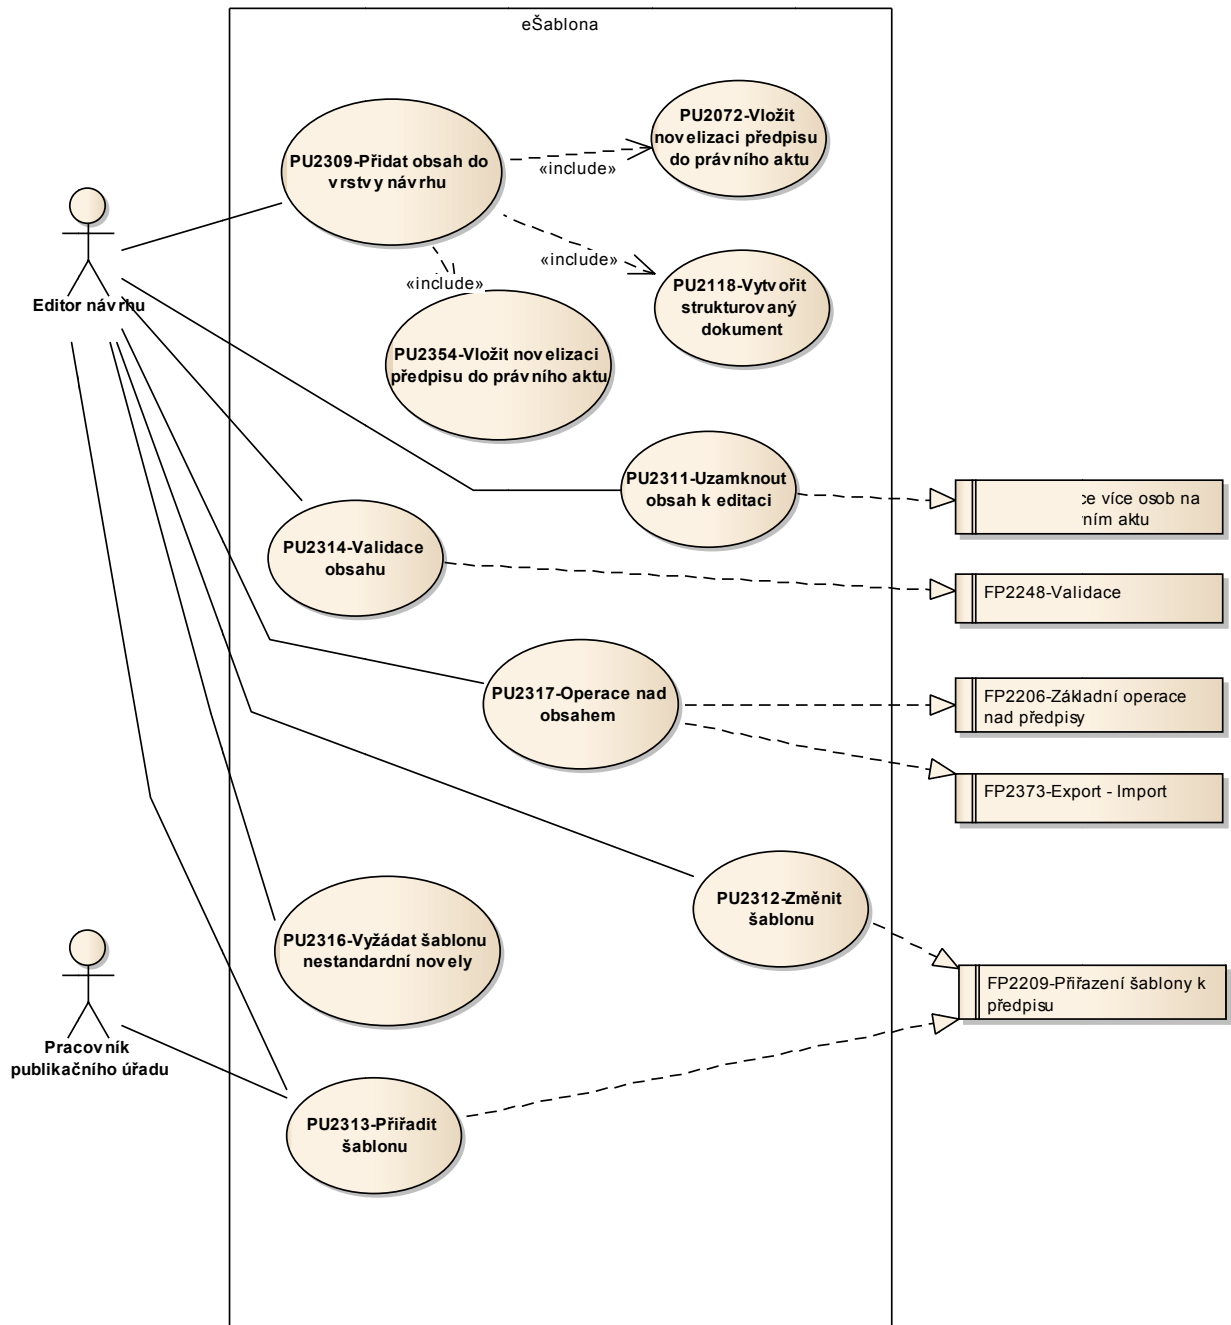 eŠablona
PU2309-Přidat obsah do
vrstvy návrhu
PU2072-Vložit
novelizaci předpisu
do právního aktu
«include»
«include»
«include»
PU2118-Vytvořit
strukturovaný
dokument
PU2354-Vložit novelizaci
předpisu do právního aktu
Editor návrhu
PU2311-Uzamknout
obsah k editaci
více osob na
aktu
PU2314-Validace
obsahu
FP2248-Validace
PU2317-Operace nad
obsahem
FP2206-Základní operace
nad předpisy
FP2373-Export - Import
PU2312-Změnit
šablonu
PU2316-Vyžádat šablonu
nestandardní novely
FP2209-Přiřazení šablony k
předpisu
Pracovník
publikačního úřadu
PU2313-Přiřadit
šablonu